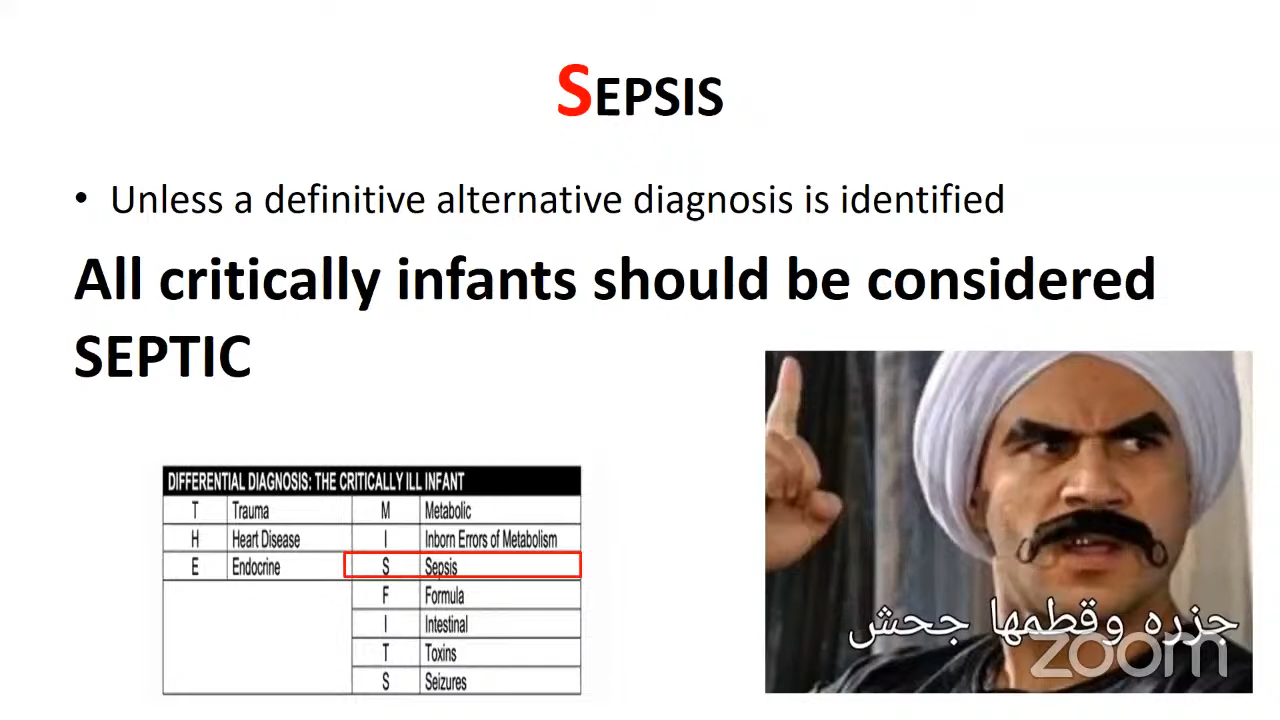 SEPSIS
• Unless a definitive alternative diagnosis is identified
All critically infants should be considered
SEPTIC
DIFFERENTIAL DIAGNOSIS: THE CRITICALLY ILL INFANT
T Trauma M Metabolic
H Heart Disease I Inborn Errors of Metabolism
E Endocrine S Sepsis
F Formula
I Intestinal
T Toxins
S Seizures
جزره وقطمها جحش
zoom